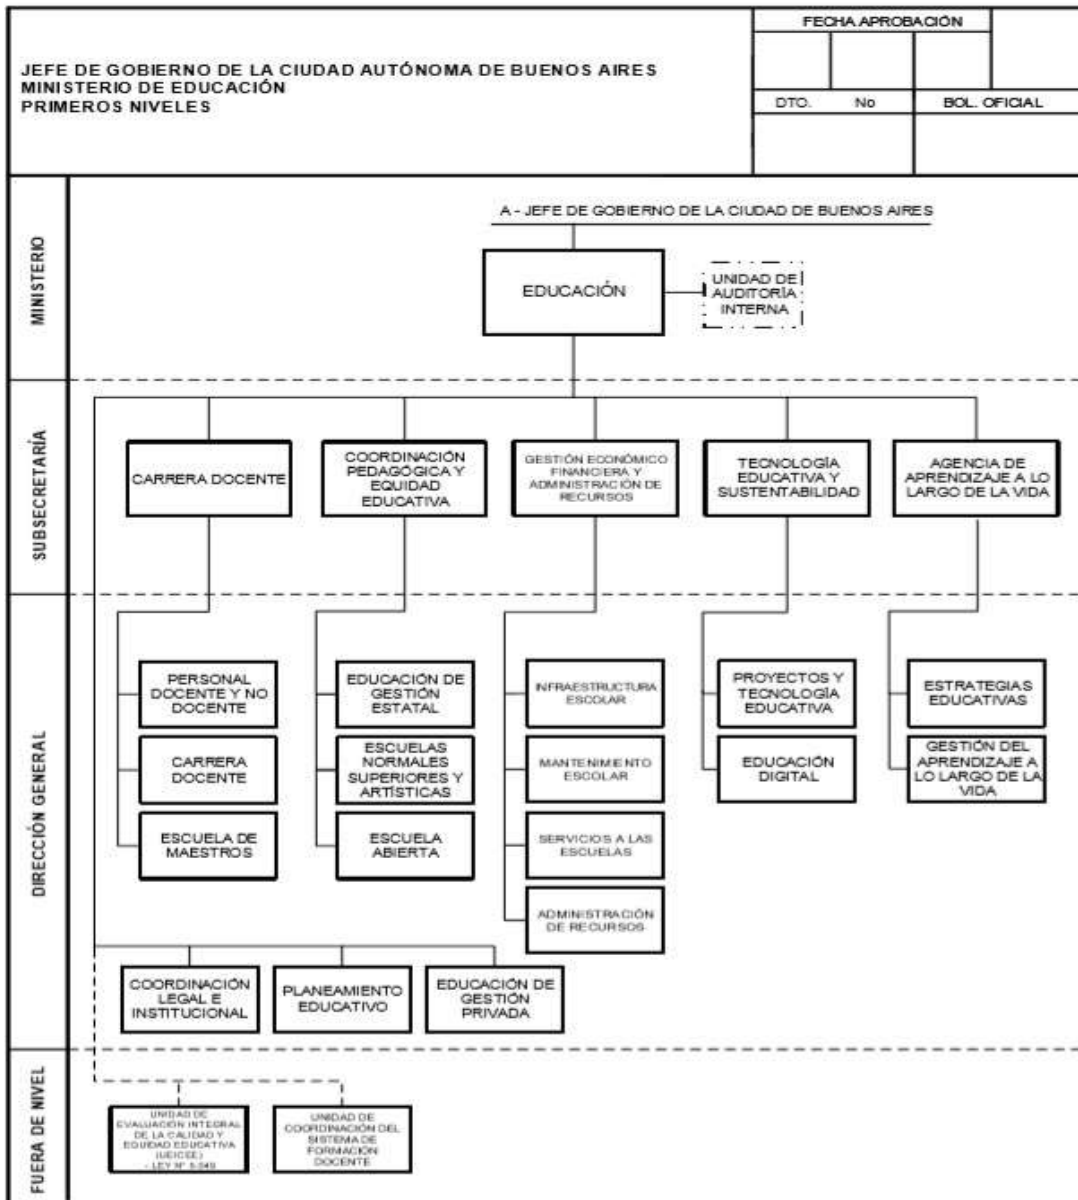 JEFE DE GOBIERNO DE LA CIUDAD AUTÓNOMA DE BUENOS AIRES
MINISTERIO DE EDUCACIÓN
PRIMEROS NIVELES
FECHA APROBACIÓN
DTO. No BOL. OFICIAL
MINISTERIO
A - JEFE DE GOBIERNO DE LA CIUDAD DE BUENOS AIRES
EDUCACIÓN
UNIDAD DE
AUDITORÍA
INTERNA
SUBSECRETARÍA
CARRERA DOCENTE
COORDINACIÓN
PEDAGÓGICA Y
EQUIDAD
EDUCATIVA
GESTIÓN ECONÓMICO
FINANCIERA Y
ADMINISTRACIÓN DE
RECURSOS
TECNOLOGÍA
EDUCATIVA Y
SUSTENTABILIDAD
AGENCIA DE
APRENDIZAJE A LO
LARGO DE LA VIDA
DIRECCIÓN GENERAL
PERSONAL
DOCENTE Y NO
DOCENTE
CARRERA
DOCENTE
ESCUELA DE
MAESTROS
EDUCACIÓN DE
GESTIÓN
ESTATAL
ESCUELAS
NORMALES
SUPERIORES Y
ARTÍSTICAS
ESCUELA
ABIERTA
INFRAESTRUCTURA
ESCOLAR
MANTENIMIENTO
ESCOLAR
SERVICIOS A LAS
ESCUELAS
ADMINISTRACIÓN
DE RECURSOS
PROYECTOS Y
TECNOLOGÍA
EDUCATIVA
EDUCACIÓN
DIGITAL
ESTRATEGIAS
EDUCATIVAS
GESTIÓN DEL
APRENDIZAJE A
LO LARGO DE LA
VIDA
COORDINACIÓN
LEGAL E
INSTITUCIONAL
PLANEAMIENTO
EDUCATIVO
EDUCACIÓN DE
GESTIÓN
PRIVADA
FUERA DE NIVEL
UNIDAD DE
EVALUACIÓN INTEGRAL
DE LA CALIDAD Y
EQUIDAD EDUCATIVA
(UEICEE)
- LEY Nº 5.049
UNIDAD DE
COORDINACIÓN DEL
SISTEMA DE
FORMACIÓN
DOCENTE